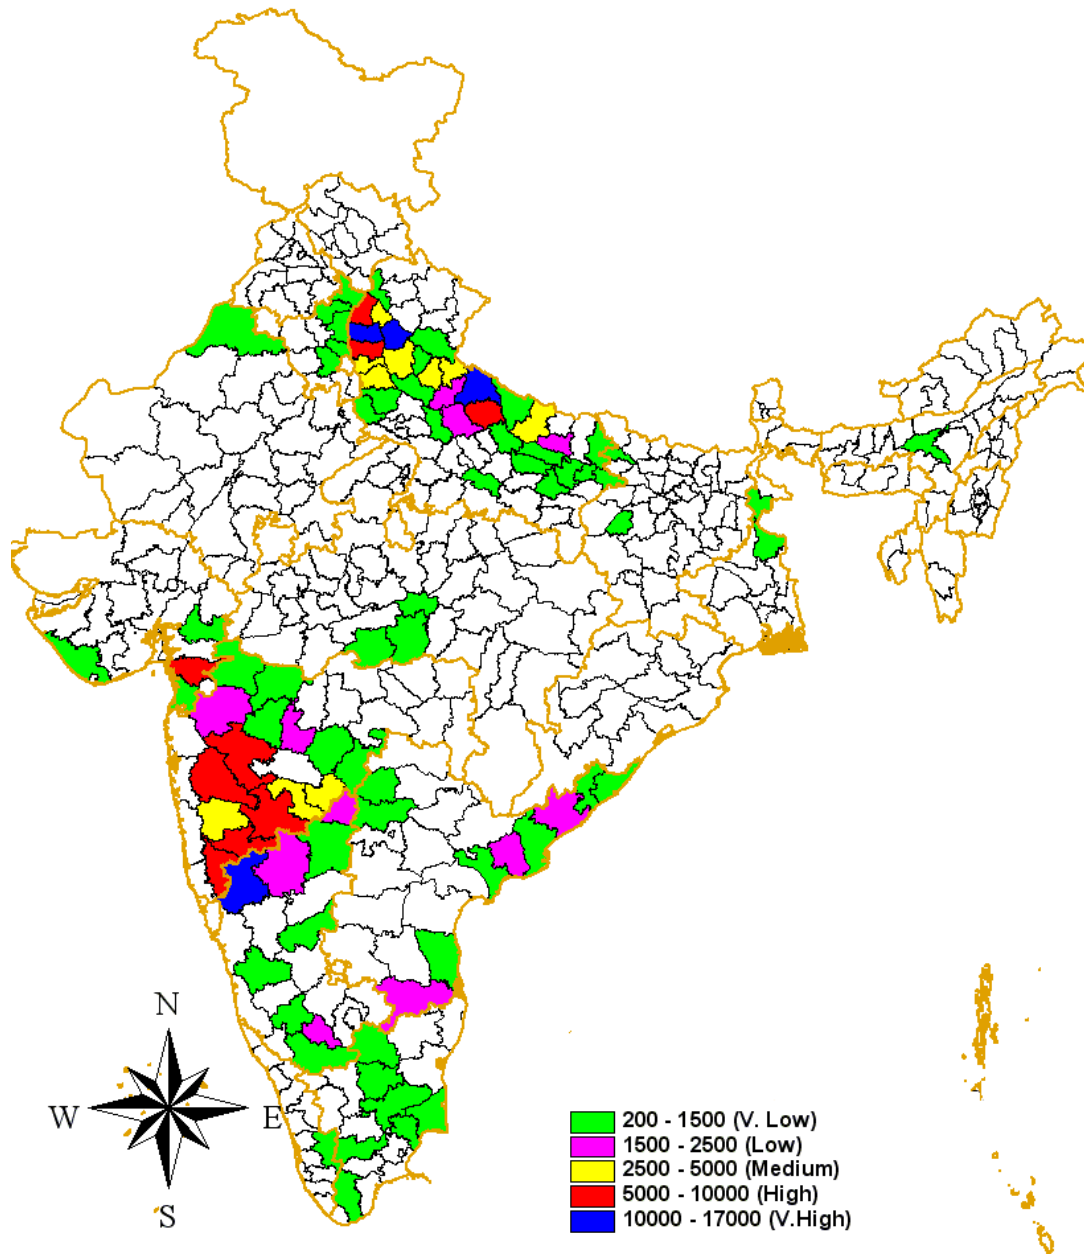 N
W
E
S
200 - 1500 (V. Low)
1500 - 2500 (Low)
2500 - 5000 (Medium)
5000 - 10000 (High)
10000 - 17000 (V.High)